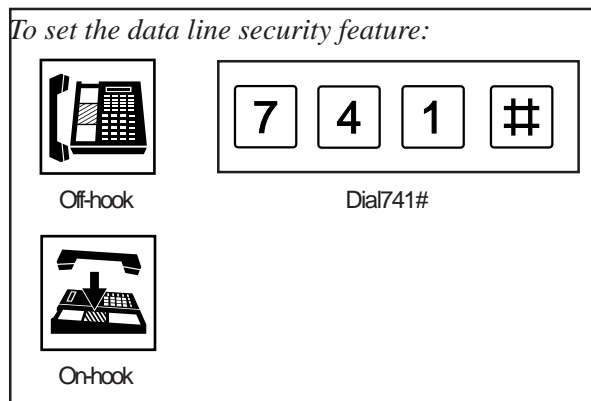 To set the data line security feature:
7 4 1 #
Off-hook
Dial741#
On-hook